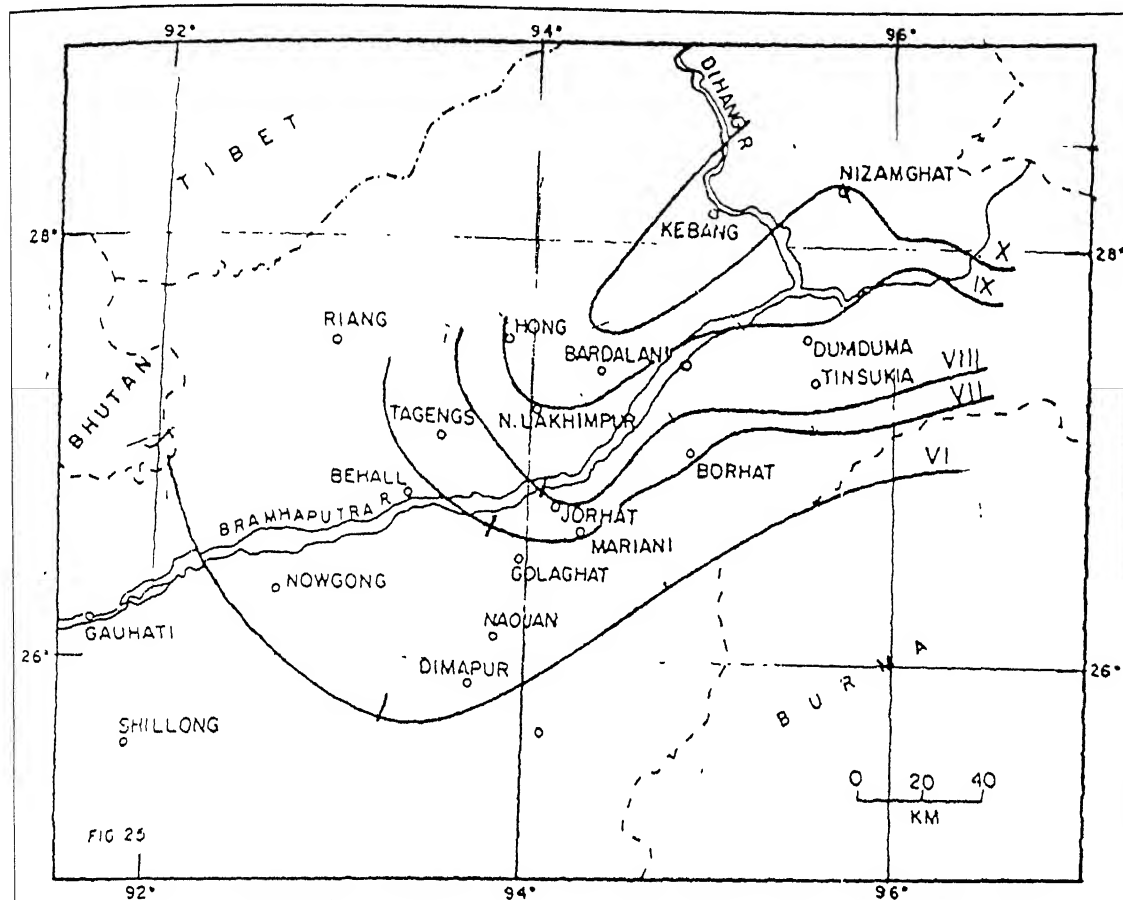 92°
94°
96°
TIBET
DIHANG R
NIZAMGHAT
KEBANG
28°
28°
X
IX
RIANG
HONG
BARDALANI
DUMDUMA
VIII
TINSUKIA
VII
BHUTAN
TAGENGS
N. LAKHIMPUR
VI
BEHALL
BORHAT
BRAMHAPUTRA R
JORHAT
MARIANI
GOLAGHAT
NOWGONG
GAUHATI
NAOJAN
26°
26°
DIMAPUR
BURMA
SHILLONG
0 20 40
KM
FIG 25
92°
94°
96°